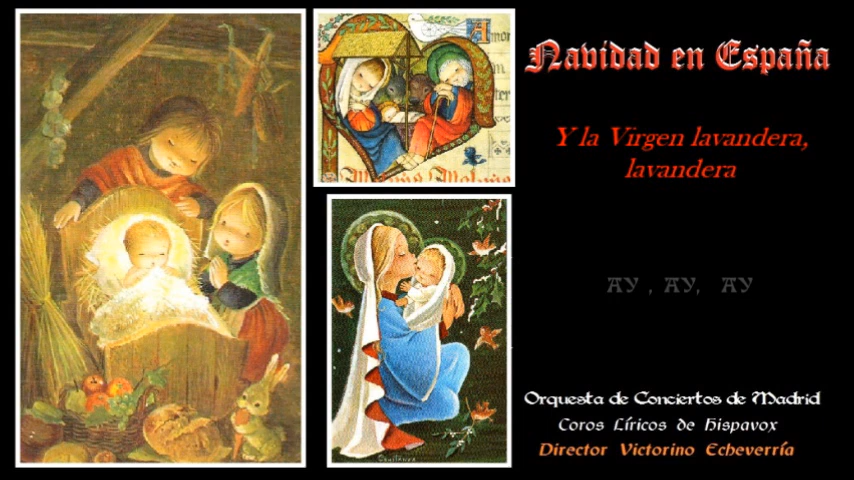 Navidad en España
Y la Virgen lavandera,
lavandera
AY , AY, AY
Orquesta de Conciertos de Madrid
Coros Líricos de Hispavox
Director Victorino Echeverría
Amor